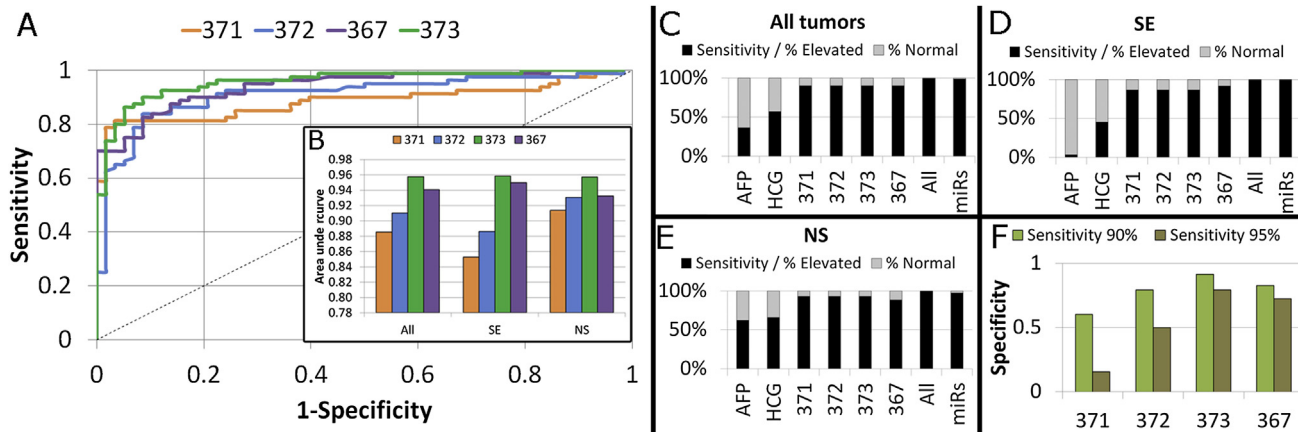 A
371 372 367 373
Sensitivity
1
0.8
0.6
0.4
0.2
0
0 0.2 0.4 0.6 0.8 1
1-Specificity
B
371 372 373 367
Area unde rcurve
0.98
0.96
0.94
0.92
0.90
0.88
0.86
0.84
0.82
0.80
0.78
All SE NS
C
All tumors
Sensitivity / % Elevated % Normal
100%
50%
0%
AFP HCG 371 372 373 367 All miRs
D
SE
Sensitivity / % Elevated % Normal
100%
50%
0%
AFP HCG 371 372 373 367 All miRs
E
NS
Sensitivity / % Elevated % Normal
100%
50%
0%
AFP HCG 371 372 373 367 All miRs
F
Sensitivity 90% Sensitivity 95%
Specificity
1
0.5
0
371 372 373 367